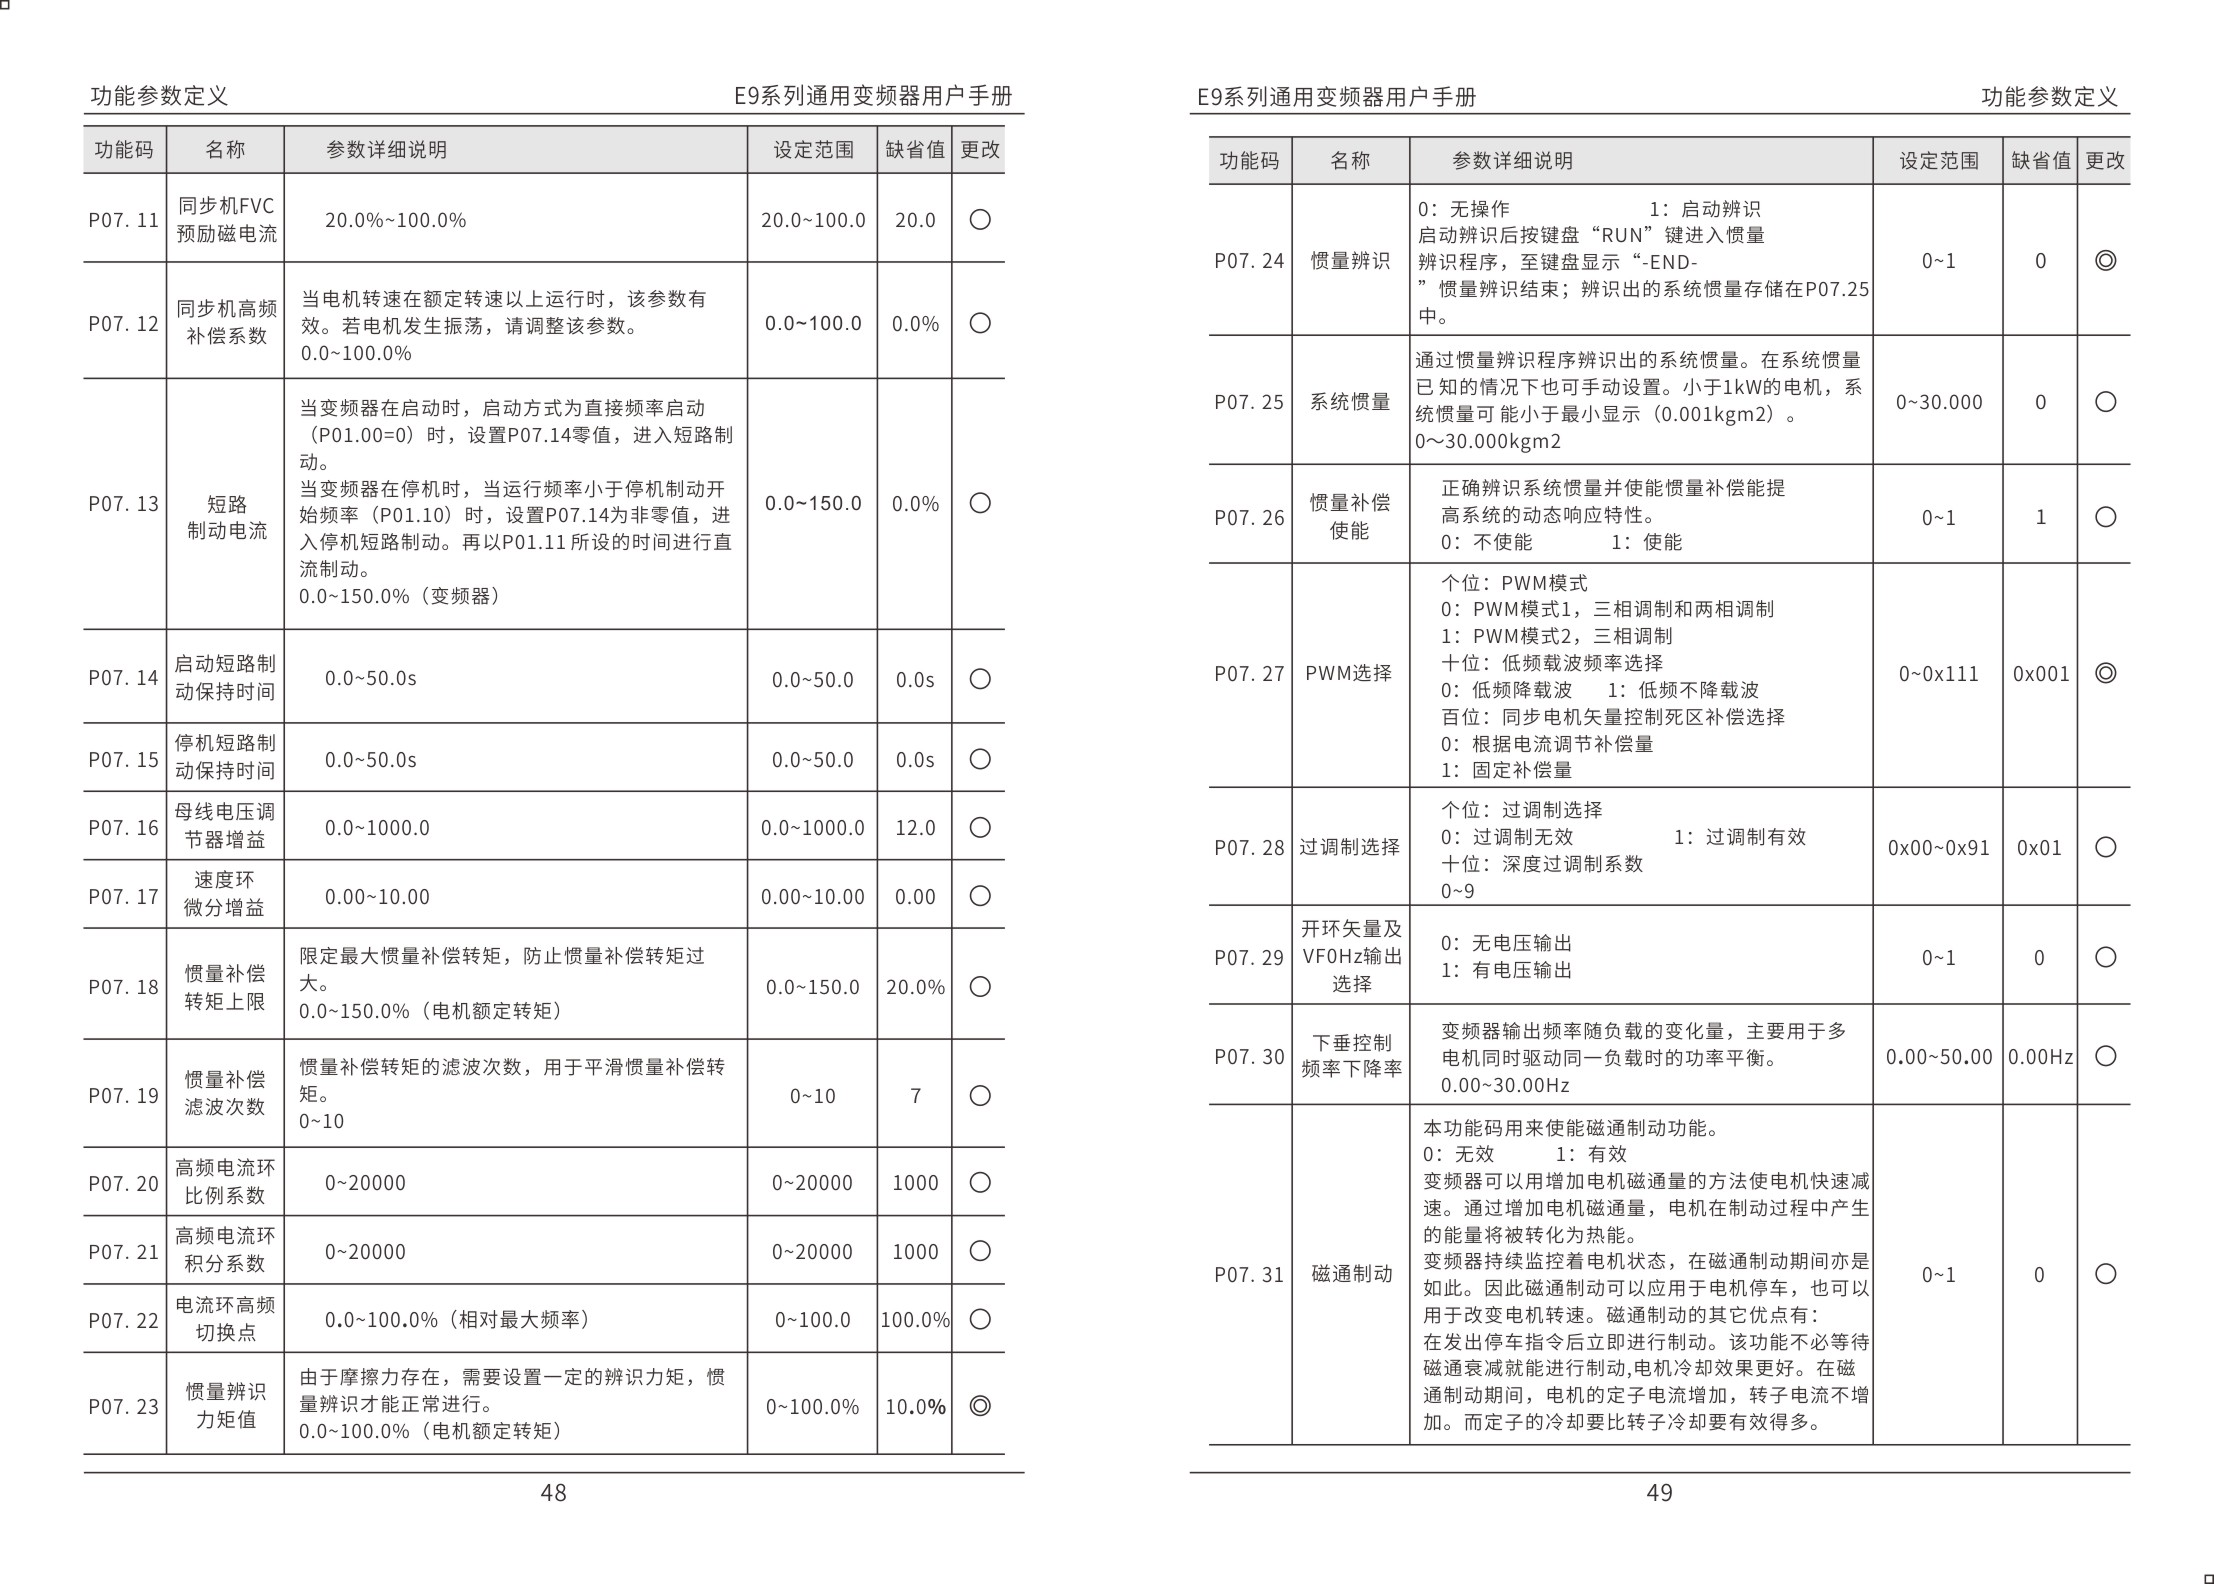 功能参数定义 E9系列通用变频器用户手册
功能码 名称 参数详细说明 设定范围 缺省值 更改
P07. 11 同步机FVC 预励磁电流 20.0%~100.0% 20.0~100.0 20.0 ○
P07. 12 同步机高频 补偿系数
当电机转速在额定转速以上运行时，该参数有
效。若电机发生振荡，请调整该参数。
0.0~100.0%
0.0~100.0 0.0% ○
P07. 13 短路 制动电流
当变频器在启动时，启动方式为直接频率启动
（P01.00=0）时，设置P07.14零值，进入短路制
动。
当变频器在停机时，当运行频率小于停机制动开
始频率（P01.10）时，设置P07.14为非零值，进
入停机短路制动。再以P01.11 所设的时间进行直
流制动。
0.0~150.0%（变频器）
0.0~150.0 0.0% ○
P07. 14 启动短路制 动保持时间 0.0~50.0s 0.0~50.0 0.0s ○
P07. 15 停机短路制 动保持时间 0.0~50.0s 0.0~50.0 0.0s ○
P07. 16 母线电压调 节器增益 0.0~1000.0 0.0~1000.0 12.0 ○
P07. 17 速度环 微分增益 0.00~10.00 0.00~10.00 0.00 ○
P07. 18 惯量补偿 转矩上限
限定最大惯量补偿转矩，防止惯量补偿转矩过
大。
0.0~150.0%（电机额定转矩）
0.0~150.0 20.0% ○
P07. 19 惯量补偿 滤波次数
惯量补偿转矩的滤波次数，用于平滑惯量补偿转
矩。
0~10
0~10 7 ○
P07. 20 高频电流环 比例系数 0~20000 0~20000 1000 ○
P07. 21 高频电流环 积分系数 0~20000 0~20000 1000 ○
P07. 22 电流环高频 切换点 0.0~100.0%（相对最大频率） 0~100.0 100.0% ○
P07. 23 惯量辨识 力矩值
由于摩擦力存在，需要设置一定的辨识力矩，惯
量辨识才能正常进行。
0.0~100.0%（电机额定转矩）
0~100.0% 10.0% ◎
48
E9系列通用变频器用户手册 功能参数定义
功能码 名称 参数详细说明 设定范围 缺省值 更改
P07. 24 惯量辨识
0：无操作 1：启动辨识
启动辨识后按键盘“RUN”键进入惯量
辨识程序，至键盘显示“-END-
”惯量辨识结束；辨识出的系统惯量存储在P07.25
中。
0~1 0 ◎
P07. 25 系统惯量
通过惯量辨识程序辨识出的系统惯量。在系统惯量
已 知的情况下也可手动设置。小于1kW的电机，系
统惯量可 能小于最小显示（0.001kgm2）。
0～30.000kgm2
0~30.000 0 ○
P07. 26 惯量补偿 使能
正确辨识系统惯量并使能惯量补偿能提
高系统的动态响应特性。
0：不使能 1：使能
0~1 1 ○
P07. 27 PWM选择
个位：PWM模式
0：PWM模式1，三相调制和两相调制
1：PWM模式2，三相调制
十位：低频载波频率选择
0：低频降载波 1：低频不降载波
百位：同步电机矢量控制死区补偿选择
0：根据电流调节补偿量
1：固定补偿量
0~0x111 0x001 ◎
P07. 28 过调制选择
个位：过调制选择
0：过调制无效 1：过调制有效
十位：深度过调制系数
0~9
0x00~0x91 0x01 ○
P07. 29 开环矢量及 VF0Hz输出 选择
0：无电压输出
1：有电压输出
0~1 0 ○
P07. 30 下垂控制 频率下降率
变频器输出频率随负载的变化量，主要用于多
电机同时驱动同一负载时的功率平衡。
0.00~30.00Hz
0.00~50.00 0.00Hz ○
P07. 31 磁通制动
本功能码用来使能磁通制动功能。
0：无效 1：有效
变频器可以用增加电机磁通量的方法使电机快速减
速。通过增加电机磁通量，电机在制动过程中产生
的能量将被转化为热能。
变频器持续监控着电机状态，在磁通制动期间亦是
如此。因此磁通制动可以应用于电机停车，也可以
用于改变电机转速。磁通制动的其它优点有：
在发出停车指令后立即进行制动。该功能不必等待
磁通衰减就能进行制动,电机冷却效果更好。在磁
通制动期间，电机的定子电流增加，转子电流不增
加。而定子的冷却要比转子冷却要有效得多。
0~1 0 ○
49